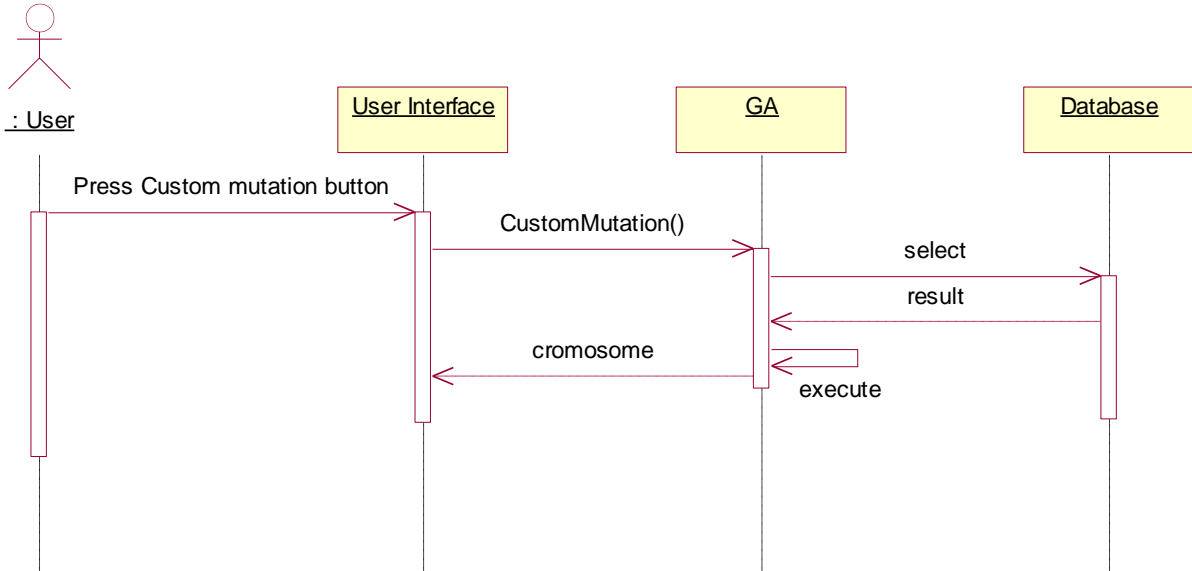 : User
User Interface
GA
Database
Press Custom mutation button
CustomMutation()
select
result
cromosome
execute